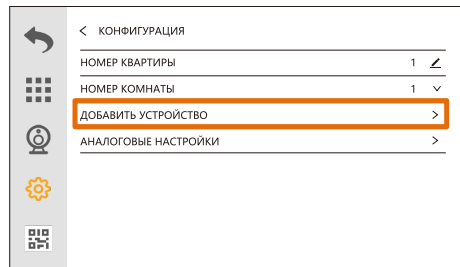 < КОНФИГУРАЦИЯ
НОМЕР КВАРТИРЫ 1
НОМЕР КОМНАТЫ 1
ДОБАВИТЬ УСТРОЙСТВО >
АНАЛОГОВЫЕ НАСТРОЙКИ >